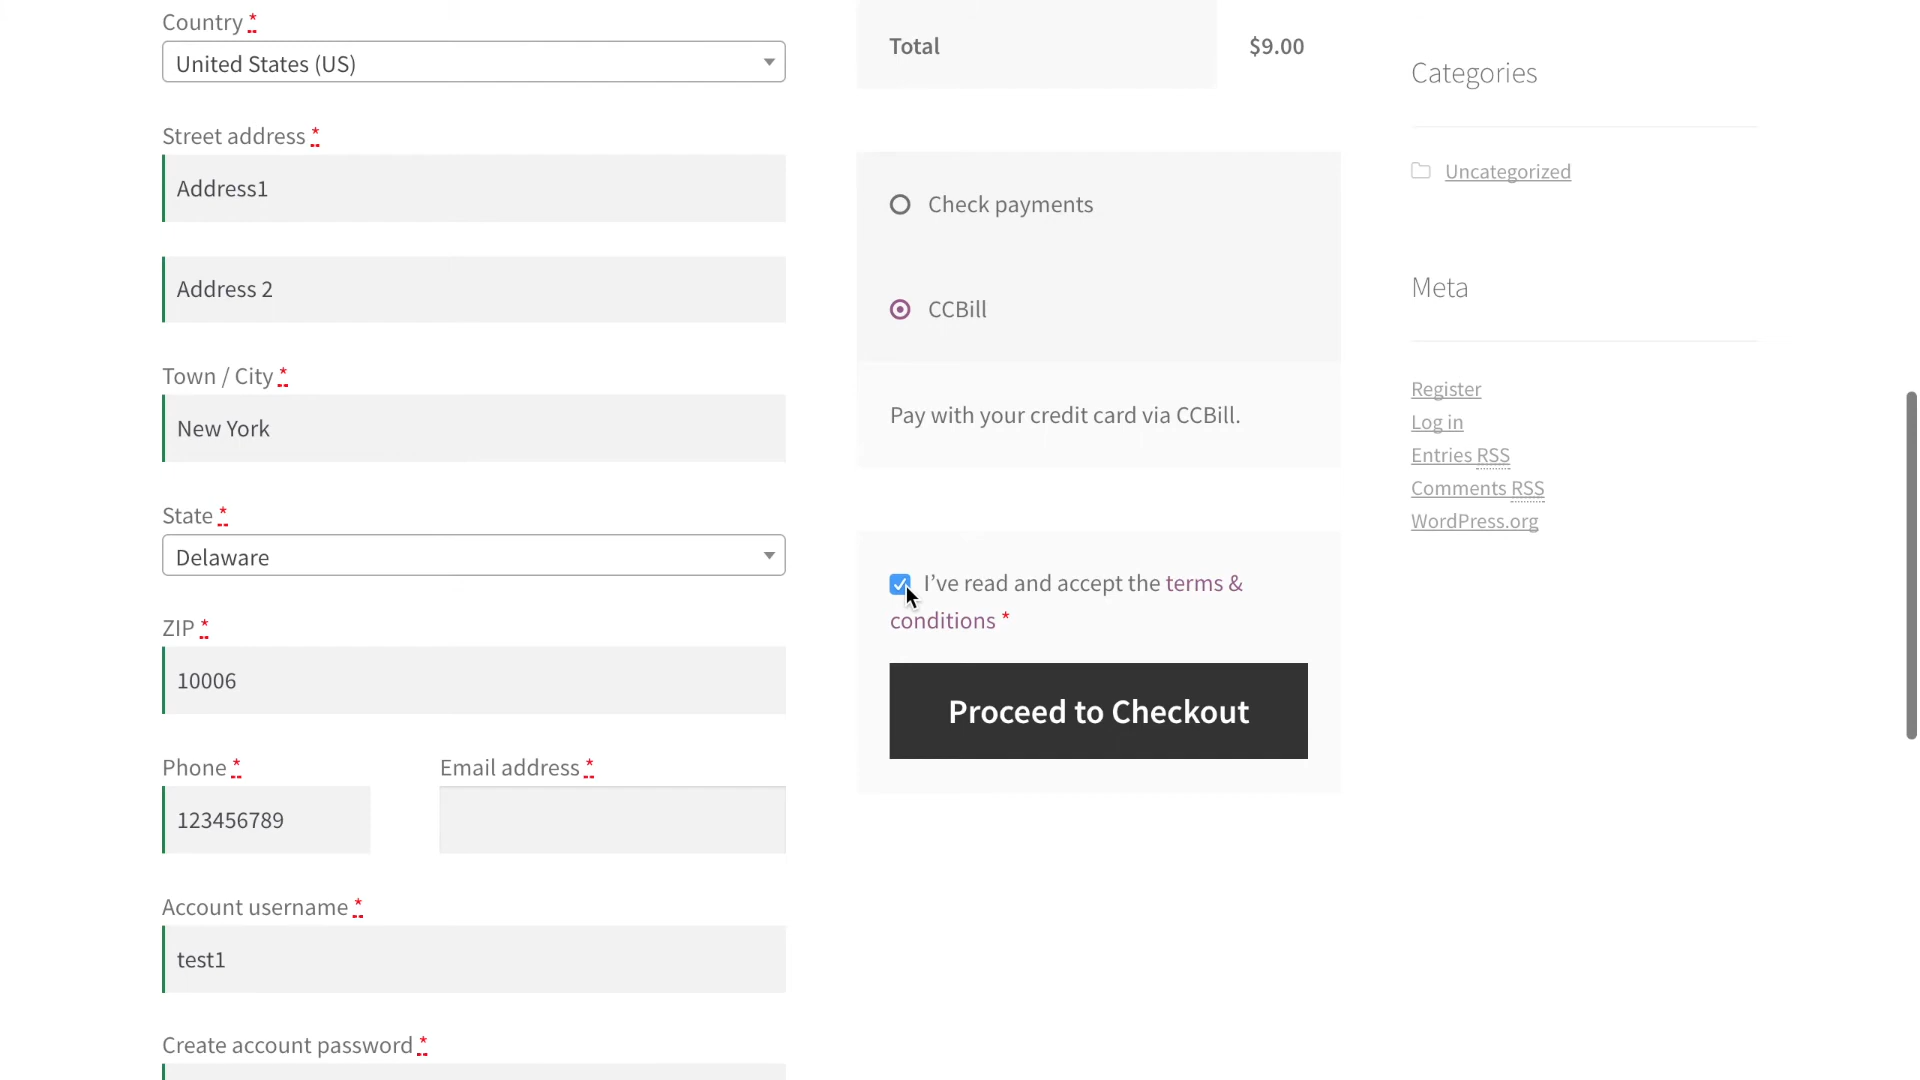 Country *
United States (US)
Street address *
Address1
Address 2
Town / City *
New York
State *
Delaware
ZIP *
10006
Phone *
Email address *
123456789
Account username *
test1
Create account password *
Total
$9.00
Check payments
CCBill
Pay with your credit card via CCBill.
I’ve read and accept the terms &
conditions *
Proceed to Checkout
Categories
Uncategorized
Meta
Register
Log in
Entries RSS
Comments RSS
WordPress.org